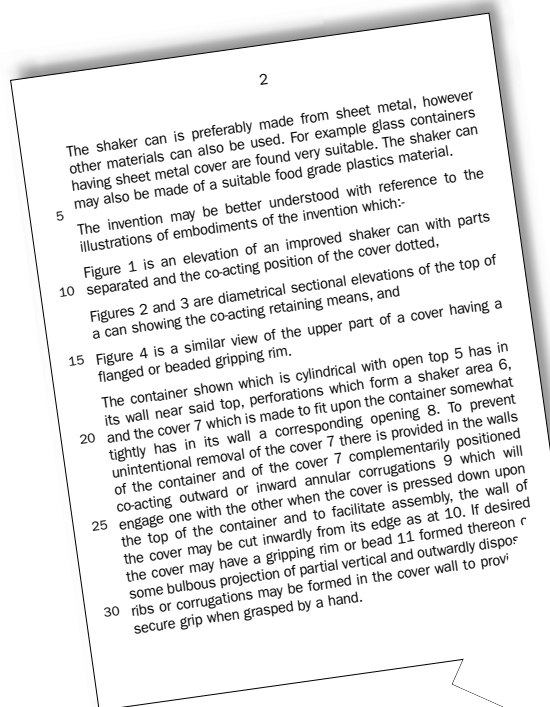 2
The shaker can is preferably made from sheet metal, however
other materials can also be used. For example glass containers
having sheet metal cover are found very suitable. The shaker can
may also be made of a suitable food grade plastics material.
5 The invention may be better understood with reference to the
illustrations of embodiments of the invention which:-
Figure 1 is an elevation of an improved shaker can with parts
10 separated and the co-acting position of the cover dotted,
Figures 2 and 3 are diametrical sectional elevations of the top of
a can showing the co-acting retaining means, and
15 Figure 4 is a similar view of the upper part of a cover having a
flanged or beaded gripping rim.
The container shown which is cylindrical with open top 5 has in
its wall near said top, perforations which form a shaker area 6,
20 and the cover 7 which is made to fit upon the container somewhat
tightly has in its wall a corresponding opening 8. To prevent
unintentional removal of the cover 7 there is provided in the walls
of the container and of the cover 7 complementarily positioned
co-acting outward or inward annular corrugations 9 which will
25 engage one with the other when the cover is pressed down upon
the top of the container and to facilitate assembly, the wall of
the cover may be cut inwardly from its edge as at 10. If desired
the cover may have a gripping rim or bead 11 formed thereon
some bulbous projection of partial vertical and outwardly
30 ribs or corrugations may be formed in the cover wall to
secure grip when grasped by a hand.